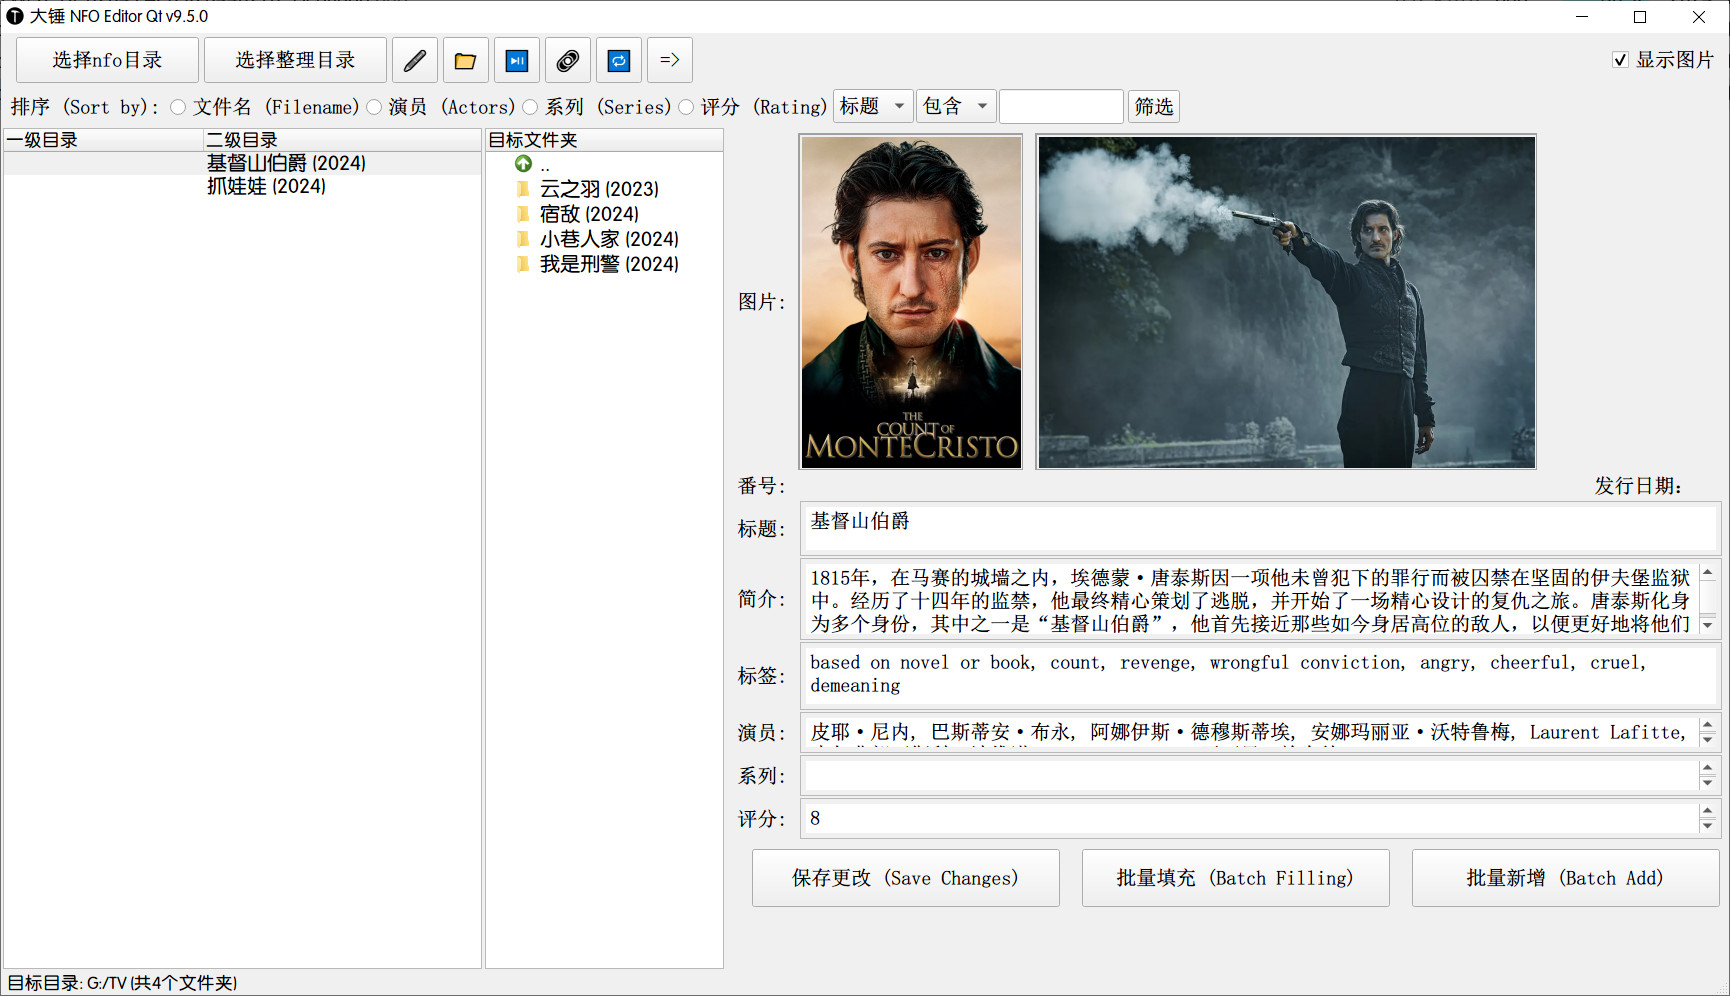 大锤 NFO Editor Qt v9.5.0
选择nfo目录 选择整理目录 => 显示图片
排序 (Sort by): 文件名 (Filename) 演员 (Actors) 系列 (Series) 评分 (Rating) 标题 包含 筛选
一级目录 二级目录 目标文件夹
基督山伯爵 (2024)
抓娃娃 (2024)
..
云之羽 (2023)
宿敌 (2024)
小巷人家 (2024)
我是刑警 (2024)
图片:
THE
COUNT OF
MONTECRISTO
番号: 发行日期:
标题: 基督山伯爵
简介: 1815年，在马赛的城墙之内，埃德蒙·唐泰斯因一项他未曾犯下的罪行而被囚禁在坚固的伊夫堡监狱
中。经历了十四年的监禁，他最终精心策划了逃脱，并开始了一场精心设计的复仇之旅。唐泰斯化身
为多个身份，其中之一是“基督山伯爵”，他首先接近那些如今身居高位的敌人，以便更好地将他们
标签: based on novel or book, count, revenge, wrongful conviction, angry, cheerful, cruel,
demeaning
演员: 皮耶·尼内, 巴斯蒂安·布永, 阿娜伊斯·德穆斯蒂埃, 安娜玛丽亚·沃特鲁梅, Laurent Lafitte,
系列:
评分: 8
保存更改 (Save Changes) 批量填充 (Batch Filling) 批量新增 (Batch Add)
目标目录: G:/TV (共4个文件夹)